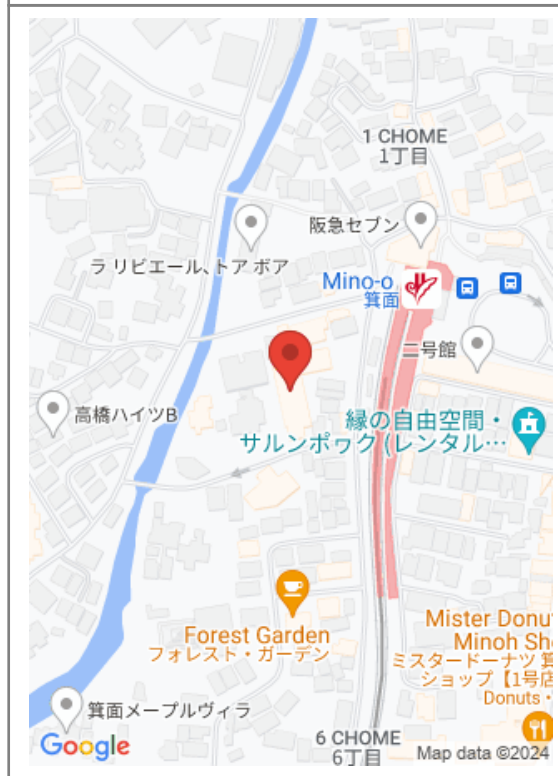 1 CHOME
1丁目
阪急セブン
ラ リビエール、トア ボア
Mino-o
箕面
二号館
高橋ハイツB
縁の自由空間・
サルンポワク (レンタル…
Forest Garden
フォレスト・ガーデン
Mister Donu
Minoh Sh
ミスタードーナツ 箕
ショップ【1号店
Donuts・
箕面メープルヴィラ
6 CHOME
6丁目
Google
Map data ©2024